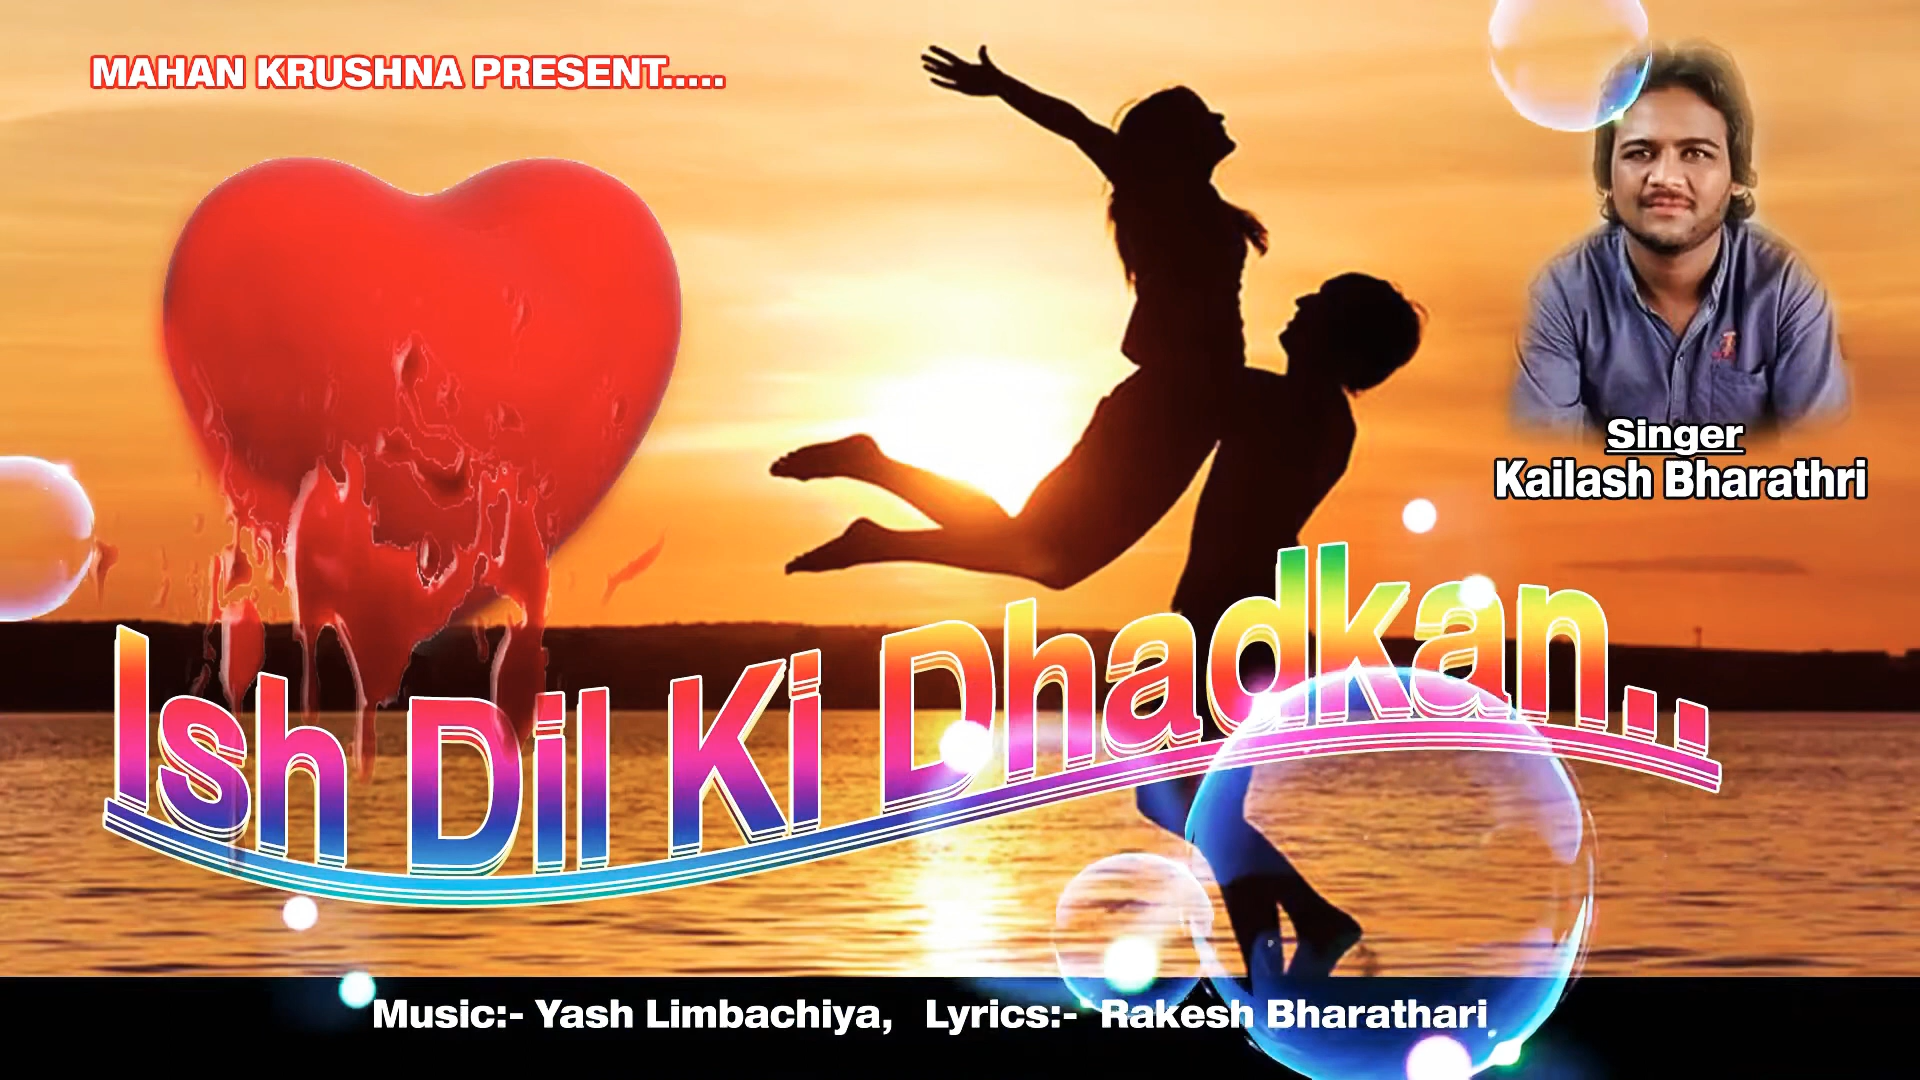 MAHAN KRUSHNA PRESENT.....
Singer
Kailash Bharathri
Ish Dil Ki Dhadkan..
Music:- Yash Limbachiya, Lyrics:- Rakesh Bharathari